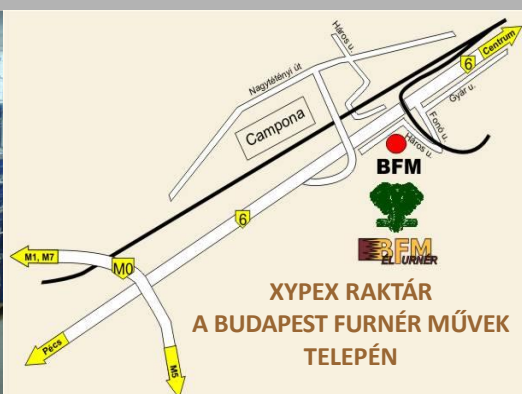 Háros u.
6
Centrum
Nagytétényi út
Gyár u.
Campona
Fonó u.
Háros u.
BFM
6
BFM
ÉLFURNÉR
M1, M7
M0
XYPEX RAKTÁR
A BUDAPEST FURNÉR MŰVEK
TELEPÉN
Pécs
M5